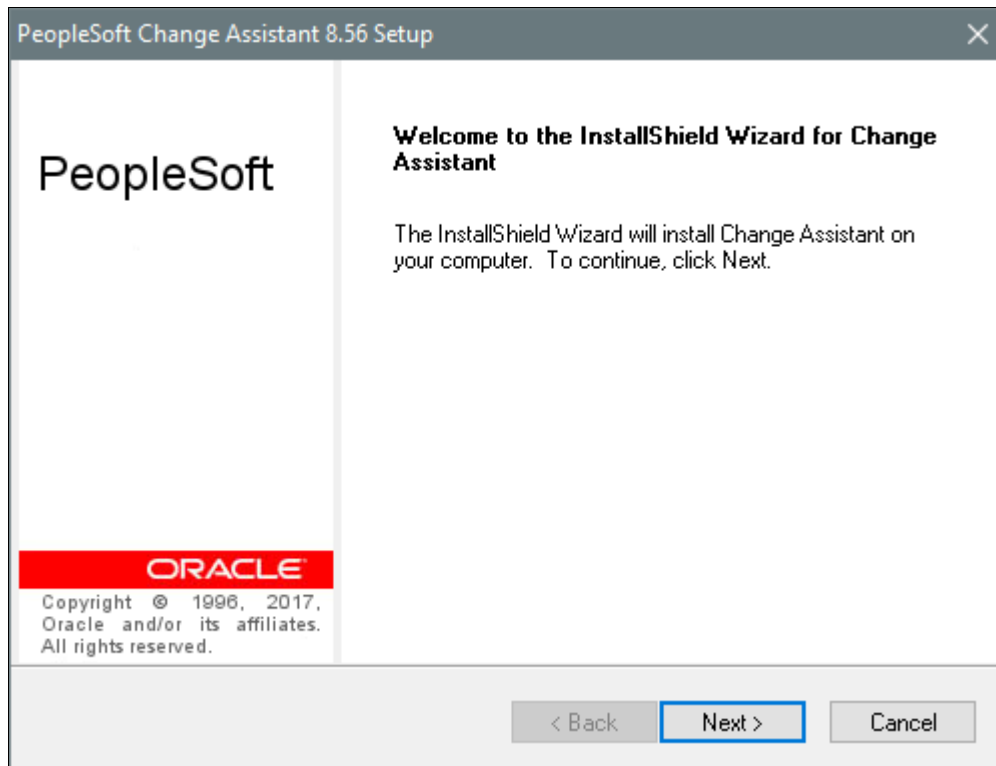 PeopleSoft Change Assistant 8.56 Setup
PeopleSoft
Welcome to the InstallShield Wizard for Change
Assistant
The InstallShield Wizard will install Change Assistant on
your computer.  To continue, click Next.
ORACLE
Copyright © 1996, 2017,
Oracle and/or its affiliates.
All rights reserved.
< Back
Next >
Cancel